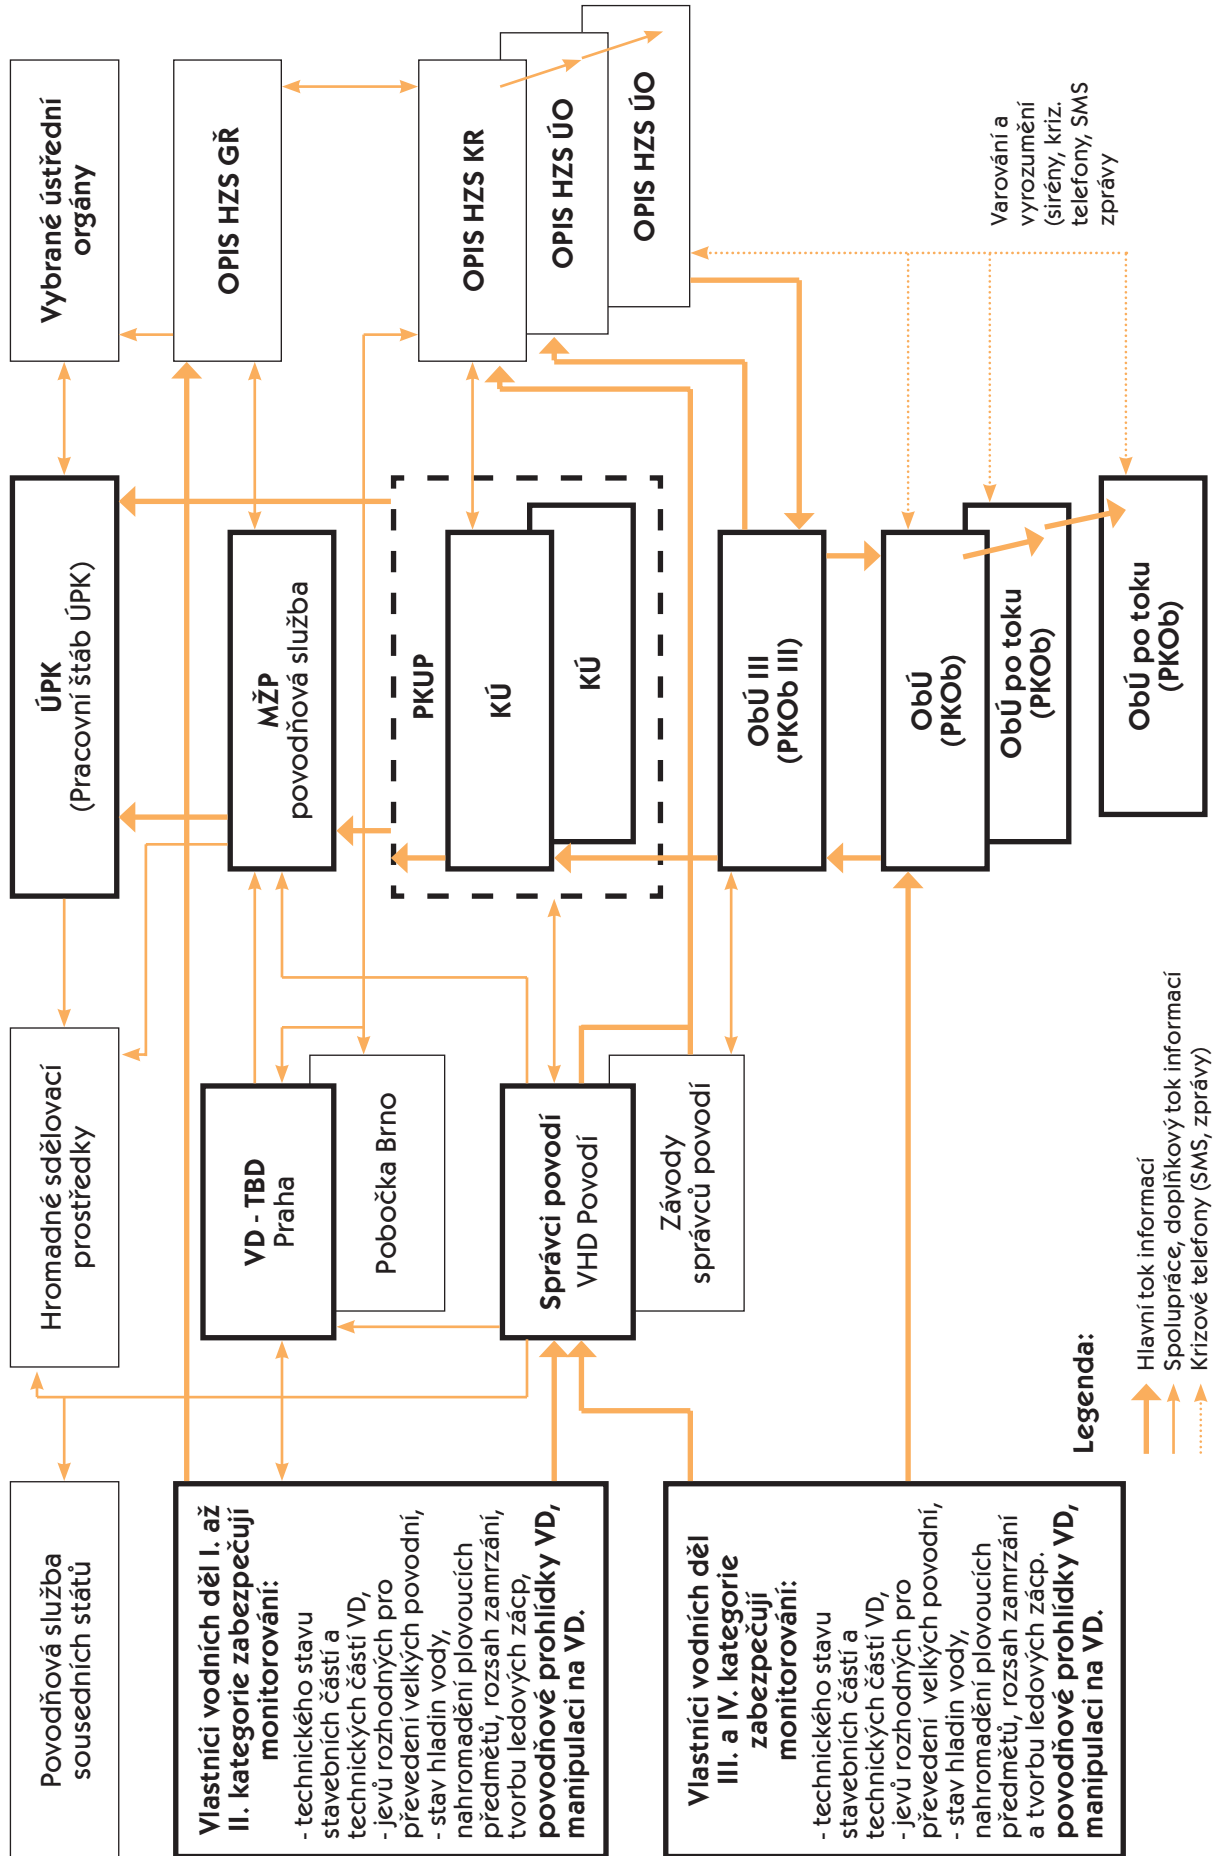 Povodňová služba
sousedních států
Hromadné sdělovací
prostředky
ÚPK
(Pracovní štáb ÚPK)
Vybrané ústřední
orgány
Vlastníci vodních děl I. až
II. kategorie zabezpečují
monitorování:
- technického stavu
stavebních částí a
technických částí VD,
- jevů rozhodných pro
převedení velkých povodní,
- stav hladin vody,
nahromadění plovoucích
předmětů, rozsah zamrzání,
tvorbu ledových zácp,
povodňové prohlídky VD,
manipulaci na VD.
VD - TBD
Praha
Pobočka Brno
MŽP
povodňová služba
OPIS HZS GŘ
PKUP
KÚ
KÚ
OPIS HZS KR
OPIS HZS ÚO
OPIS HZS ÚO
Správci povodí
VHD Povodí
Závody
správců povodí
Vlastníci vodních děl
III. a IV. kategorie
zabezpečují
monitorování:
- technického stavu
stavebních částí a
technických částí VD,
- jevů rozhodných pro
převedení velkých povodní,
- stav hladin vody,
nahromadění plovoucích
předmětů, rozsah zamrzání
a tvorbu ledových zácp.
povodňové prohlídky VD,
manipulaci na VD.
ObÚ III
(PKOb III)
ObÚ
(PKOb)
ObÚ po toku
(PKOb)
ObÚ po toku
(PKOb)
Varování a
vyrozumění
(sirény, kriz.
telefony, SMS
zprávy
Legenda:
Hlavní tok informací
Spolupráce, doplňkový tok informací
Krizové telefony (SMS, zprávy)